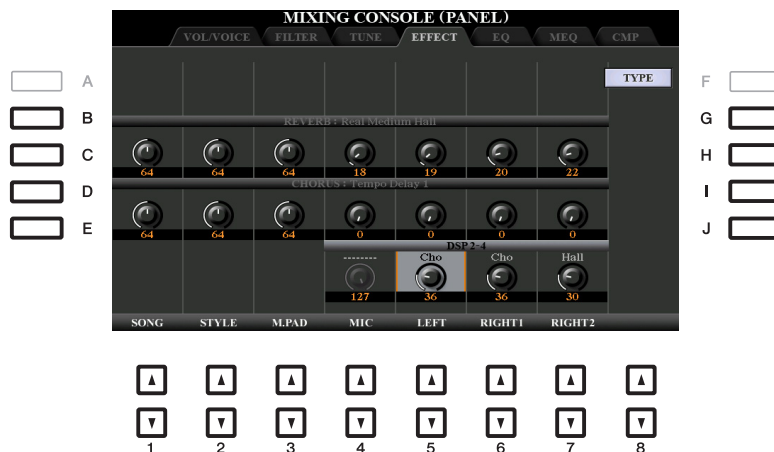 MIXING CONSOLE (PANEL)
VOL/VOICE FILTER TUNE EFFECT EQ MEQ CMP
A TYPE F
B G
REVERB : Real Medium Hall
C H
64 64 64 18 19 20 22
CHORUS : Tempo Delay 1
D I
64 64 64 0 0 0 0
E J
DSP 2-4
-------- Cho Cho Hall
127 36 36 30
SONG STYLE M.PAD MIC LEFT RIGHT1 RIGHT2
1 2 3 4 5 6 7 8